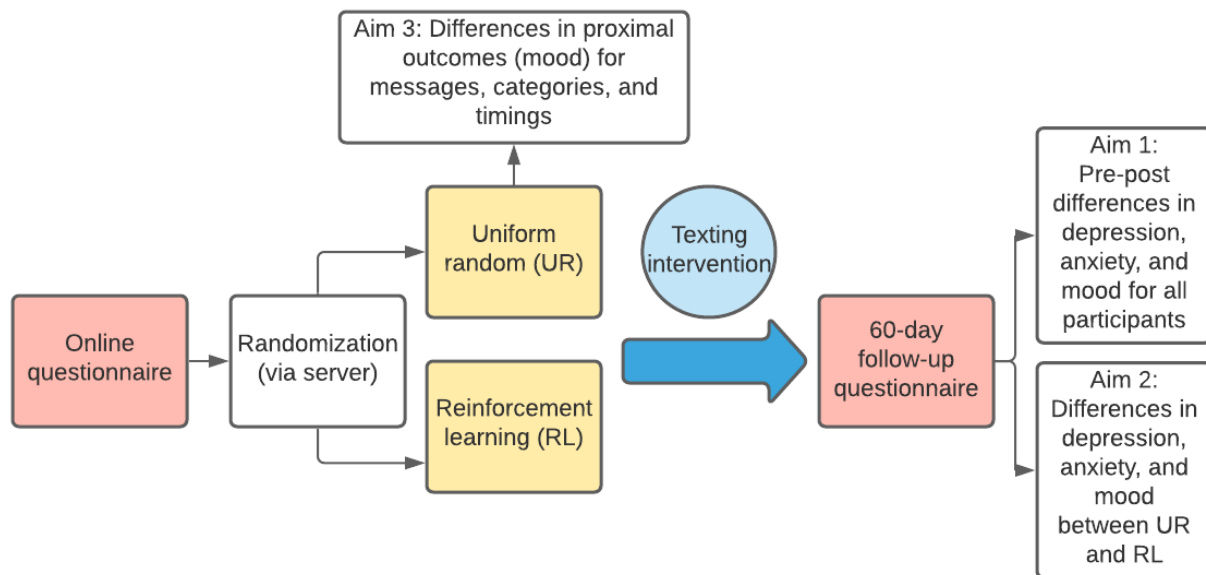 Aim 3: Differences in proximal
outcomes (mood) for
messages, categories, and
timings
Online
questionnaire
Randomization
(via server)
Uniform
random (UR)
Reinforcement
learning (RL)
Texting
intervention
60-day
follow-up
questionnaire
Aim 1:
Pre-post
differences in
depression,
anxiety, and
mood for all
participants
Aim 2:
Differences in
depression,
anxiety, and
mood
between UR
and RL